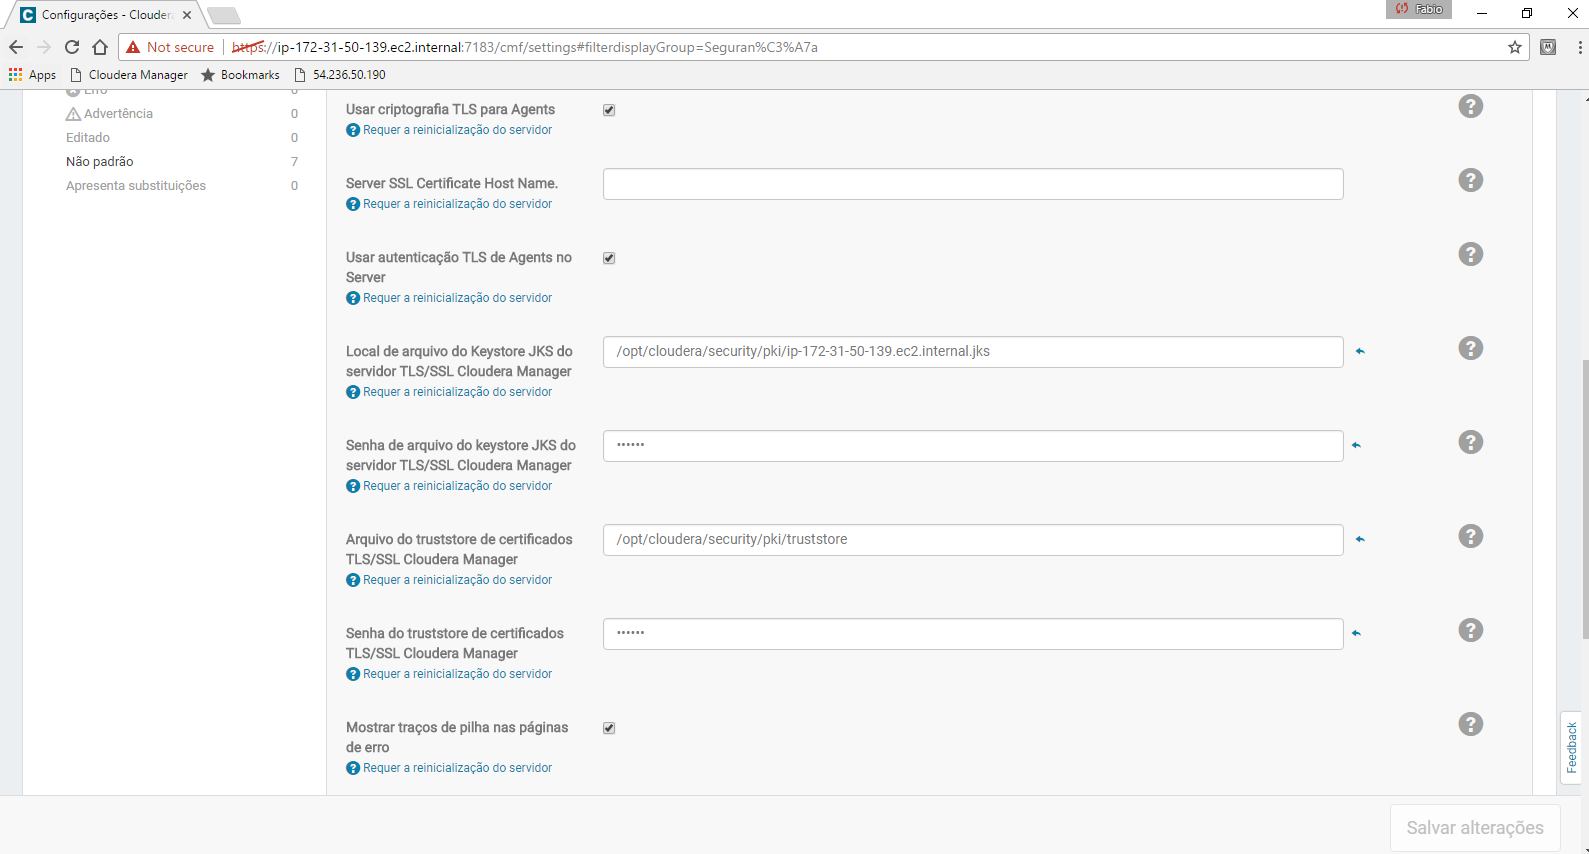 Configurações - Cloudera
Fabio
Not secure
https://ip-172-31-50-139.ec2.internal:7183/cmf/settings#filterdisplayGroup=Seguran%C3%A7a
Apps
Cloudera Manager
Bookmarks
54.236.50.190
Erro 0
Advertência 0
Editado 0
Não padrão 7
Apresenta substituições 0
Usar criptografia TLS para Agents
Requer a reinicialização do servidor
Server SSL Certificate Host Name.
Requer a reinicialização do servidor
Usar autenticação TLS de Agents no
Server
Requer a reinicialização do servidor
Local de arquivo do Keystore JKS do
servidor TLS/SSL Cloudera Manager
/opt/cloudera/security/pki/ip-172-31-50-139.ec2.internal.jks
Requer a reinicialização do servidor
Senha de arquivo do keystore JKS do
servidor TLS/SSL Cloudera Manager
••••••
Requer a reinicialização do servidor
Arquivo do truststore de certificados
TLS/SSL Cloudera Manager
/opt/cloudera/security/pki/truststore
Requer a reinicialização do servidor
Senha do truststore de certificados
TLS/SSL Cloudera Manager
••••••
Requer a reinicialização do servidor
Mostrar traços de pilha nas páginas
de erro
Requer a reinicialização do servidor
Feedback
Salvar alterações